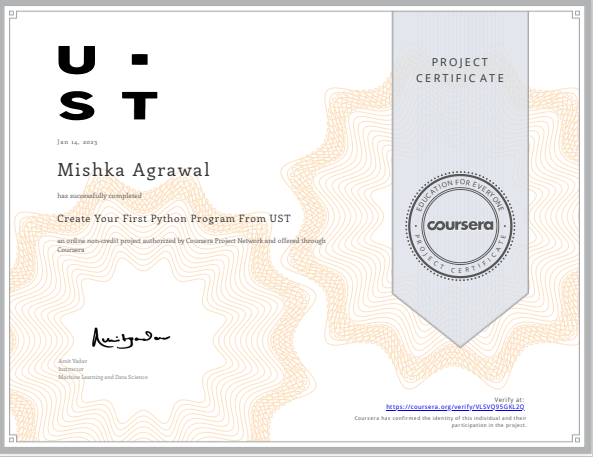 U ·
S T
PROJECT
CERTIFICATE
Jan 14, 2023
Mishka Agrawal
has successfully completed
Create Your First Python Program From UST
an online non-credit project authorized by Coursera Project Network and offered through
Coursera
EDUCATION FOR EVERYONE
coursera
PROJECT CERTIFICATE
Amit Yadav
Instructor
Machine Learning and Data Science
Verify at:
https://coursera.org/verify/VLSVQ95GKL2Q
Coursera has confirmed the identity of this individual and their
participation in the project.